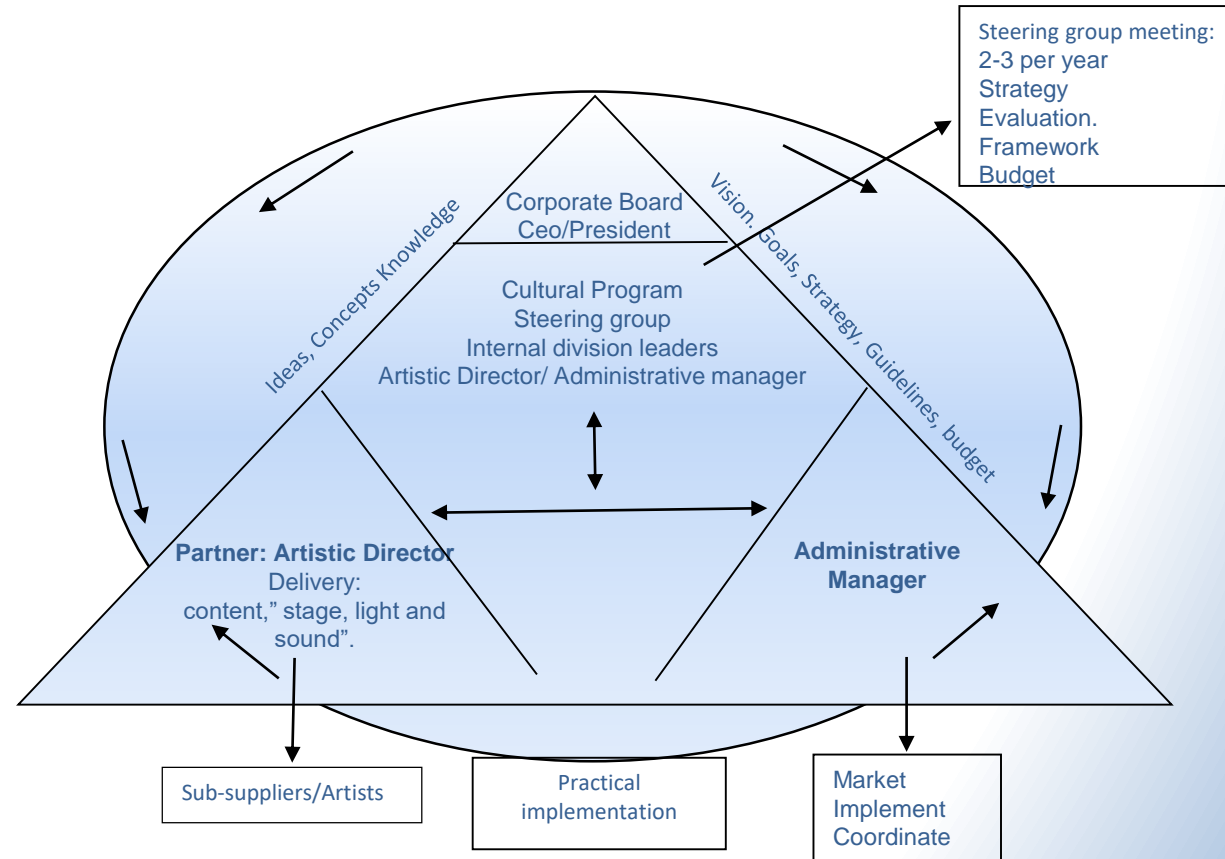 Steering group meeting:
2-3 per year
Strategy
Evaluation.
Framework
Budget
Corporate Board
Ceo/President
Ideas, Concepts Knowledge
Vision. Goals, Strategy, Guidelines, budget
Cultural Program
Steering group
Internal division leaders
Artistic Director/ Administrative manager
Partner: Artistic Director
Delivery:
content,” stage, light and
sound”.
Administrative
Manager
Sub-suppliers/Artists
Practical
implementation
Market
Implement
Coordinate